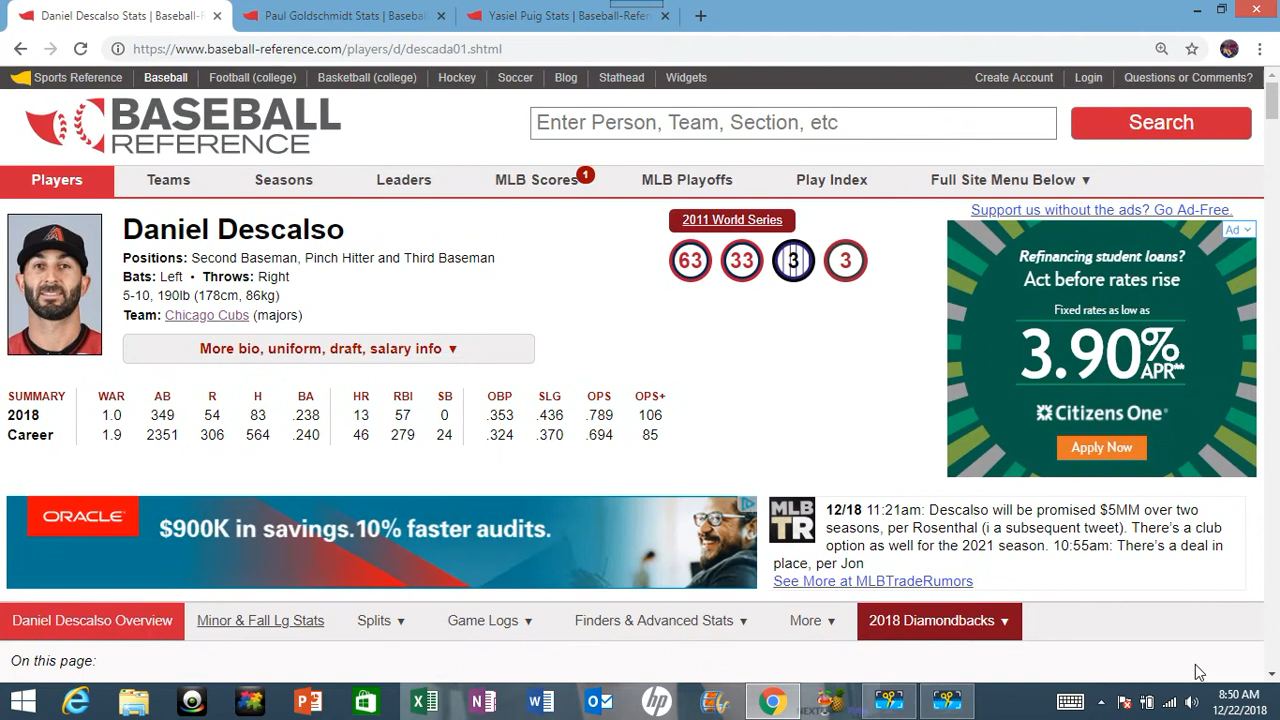 Daniel Descalso Stats | Baseball-R
Paul Goldschmidt Stats | Baseba
Yasiel Puig Stats | Baseball-Refer
https://www.baseball-reference.com/players/d/descada01.shtml
Sports Reference Baseball Football (college) Basketball (college) Hockey Soccer Blog Stathead Widgets Create Account Login Questions or Comments?
BASEBALL
REFERENCE
Enter Person, Team, Section, etc
Search
Players Teams Seasons Leaders MLB Scores 1 MLB Playoffs Play Index Full Site Menu Below ▼
Support us without the ads? Go Ad-Free.
Daniel Descalso
Positions: Second Baseman, Pinch Hitter and Third Baseman
Bats: Left • Throws: Right
5-10, 190lb (178cm, 86kg)
Team: Chicago Cubs (majors)
More bio, uniform, draft, salary info ▼
2011 World Series
63 33 3 3
Ad
Refinancing student loans?
Act before rates rise
Fixed rates as low as
3.90% APR**
Citizens One®
Apply Now
SUMMARY WAR AB R H BA HR RBI SB OBP SLG OPS OPS+
2018 1.0 349 54 83 .238 13 57 0 .353 .436 .789 106
Career 1.9 2351 306 564 .240 46 279 24 .324 .370 .694 85
ORACLE
$900K in savings.10% faster audits.
MLB
TR
12/18 11:21am: Descalso will be promised $5MM over two
seasons, per Rosenthal (i a subsequent tweet). There's a club
option as well for the 2021 season. 10:55am: There's a deal in
place, per Jon
See More at MLBTradeRumors
Daniel Descalso Overview Minor & Fall Lg Stats Splits ▼ Game Logs ▼ Finders & Advanced Stats ▼ More ▼ 2018 Diamondbacks ▼
On this page:
8:50 AM
12/22/2018